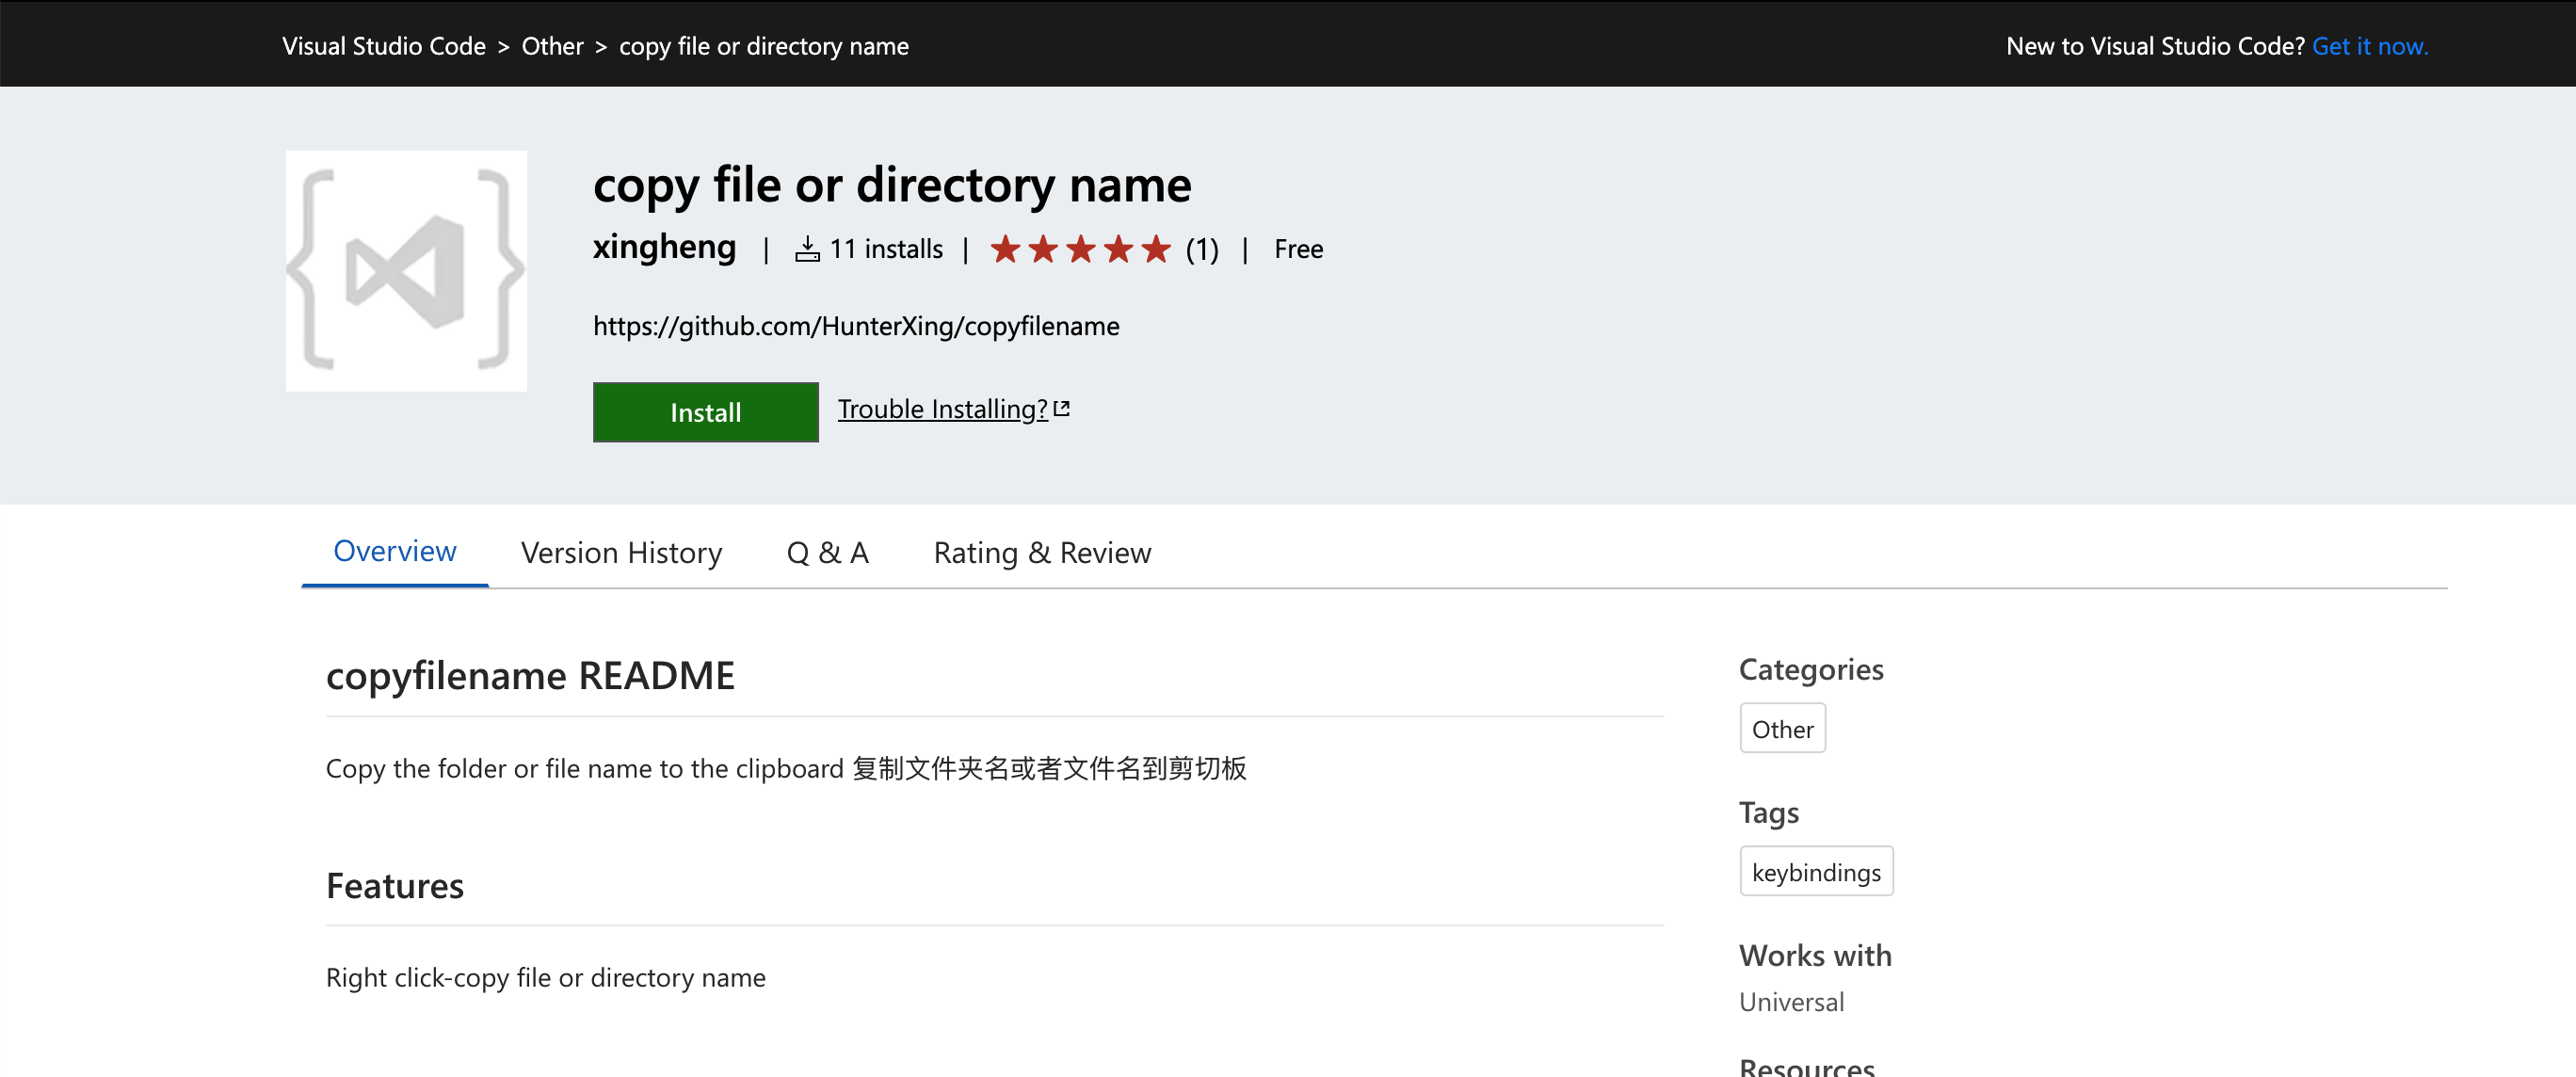 Visual Studio Code > Other > copy file or directory name
New to Visual Studio Code? Get it now.
copy file or directory name
xingheng | 11 installs | (1) | Free
https://github.com/HunterXing/copyfilename
Install
Trouble Installing?
Overview
Version History
Q & A
Rating & Review
copyfilename README
Copy the folder or file name to the clipboard 复制文件夹名或者文件名到剪切板
Features
Right click-copy file or directory name
Categories
Other
Tags
keybindings
Works with
Universal
Resources